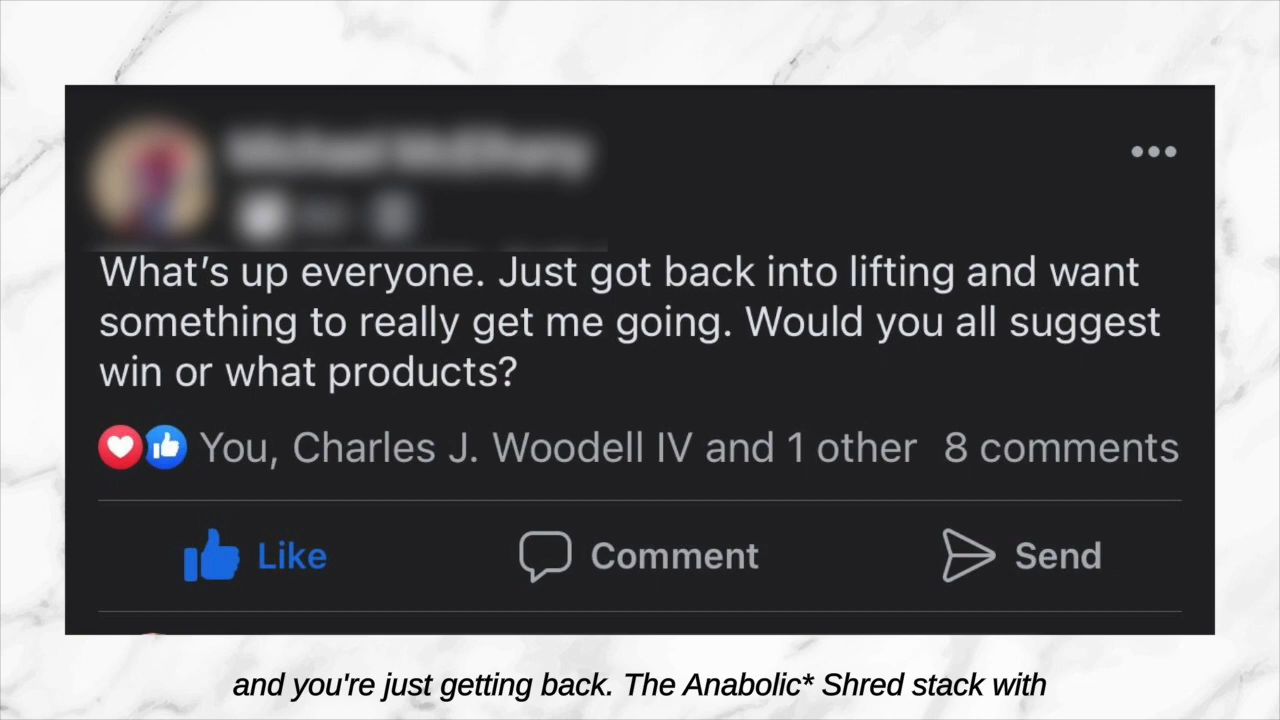 What's up everyone. Just got back into lifting and want
something to really get me going. Would you all suggest
win or what products?
You, Charles J. Woodell IV and 1 other 8 comments
Like Comment Send
and you're just getting back. The Anabolic* Shred stack with